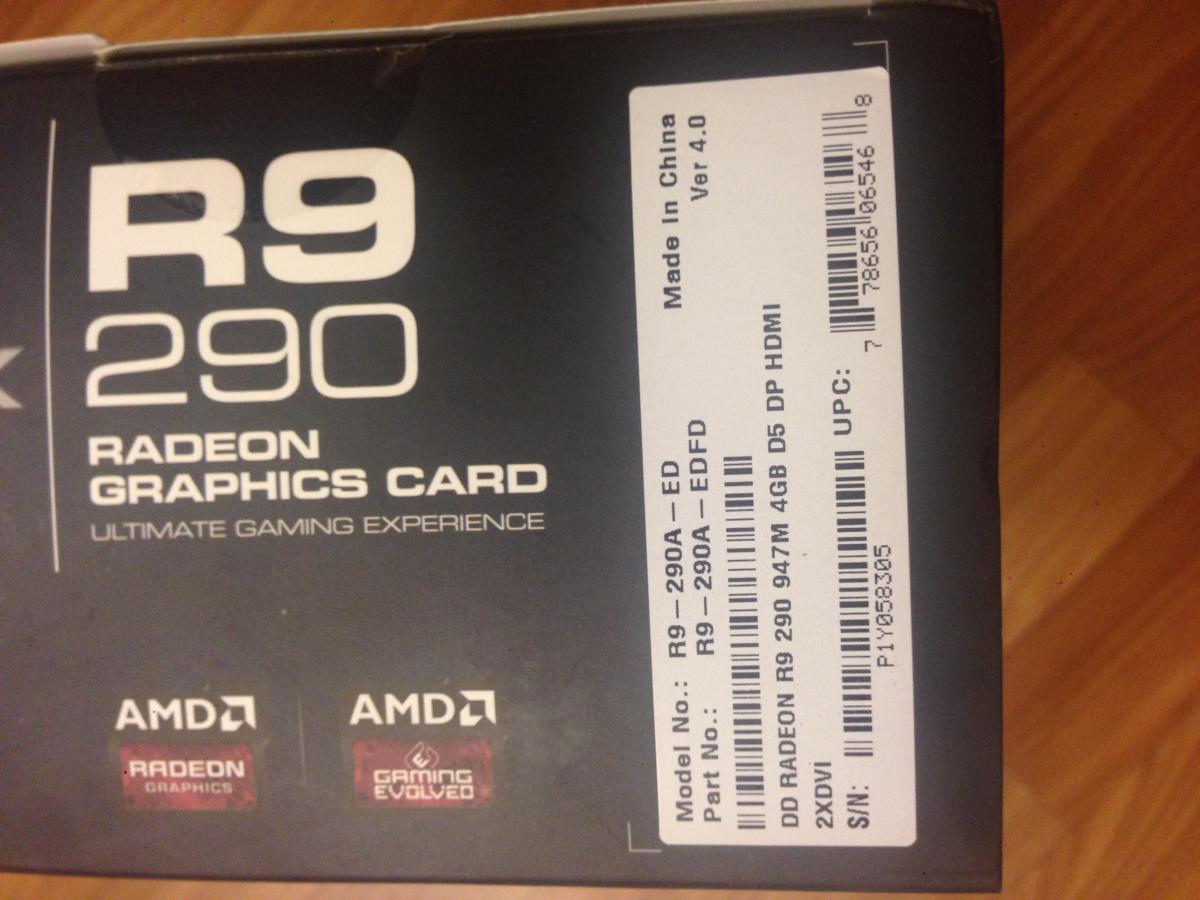 R9
290
RADEON
GRAPHICS CARD
ULTIMATE GAMING EXPERIENCE
AMD
RADEON
GRAPHICS
AMD
GAMING
EVOLVED
Model No.: R9-290A-ED Made In China
Part No.: R9-290A-EDFD Ver 4.0
DD RADEON R9 290 947M 4GB D5 DP HDMI
2XDVI
S/N: UPC:
P1Y058305
7 78656 06546 8